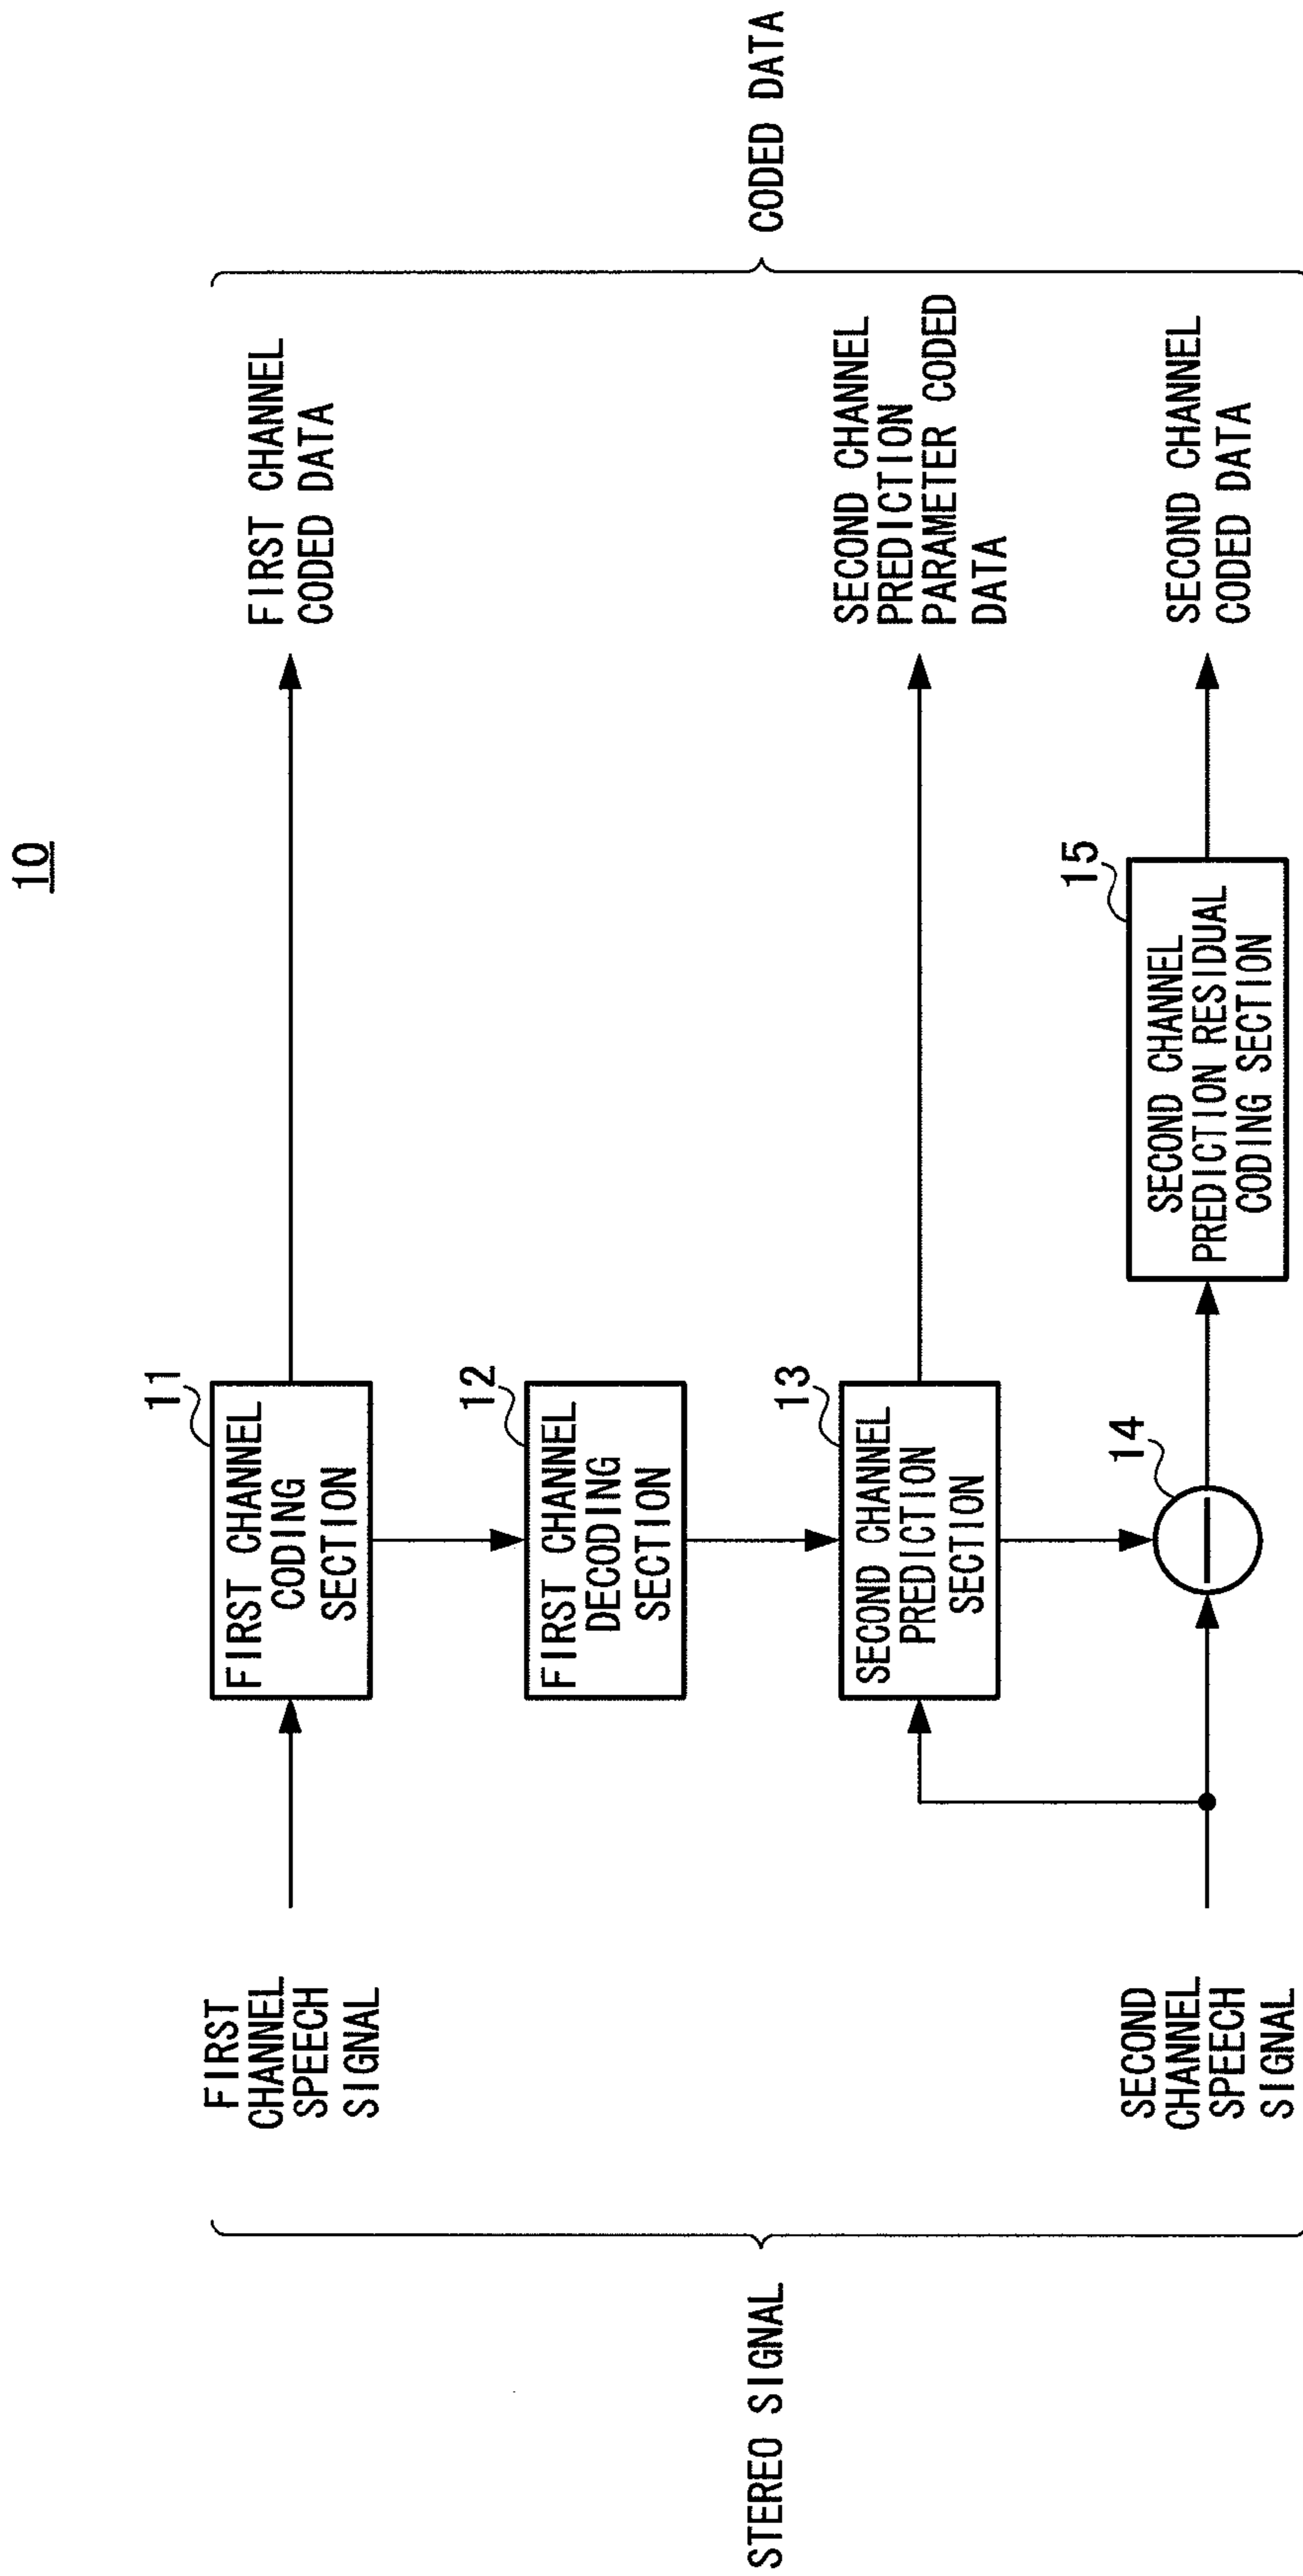 10
STEREO SIGNAL
FIRST
CHANNEL
SPEECH
SIGNAL
11
FIRST CHANNEL
CODING
SECTION
FIRST CHANNEL
CODED DATA
12
FIRST CHANNEL
DECODING
SECTION
13
SECOND CHANNEL
PREDICTION
SECTION
SECOND CHANNEL
PREDICTION
PARAMETER CODED
DATA
SECOND
CHANNEL
SPEECH
SIGNAL
14
15
SECOND CHANNEL
PREDICTION RESIDUAL
CODING SECTION
SECOND CHANNEL
CODED DATA
CODED DATA